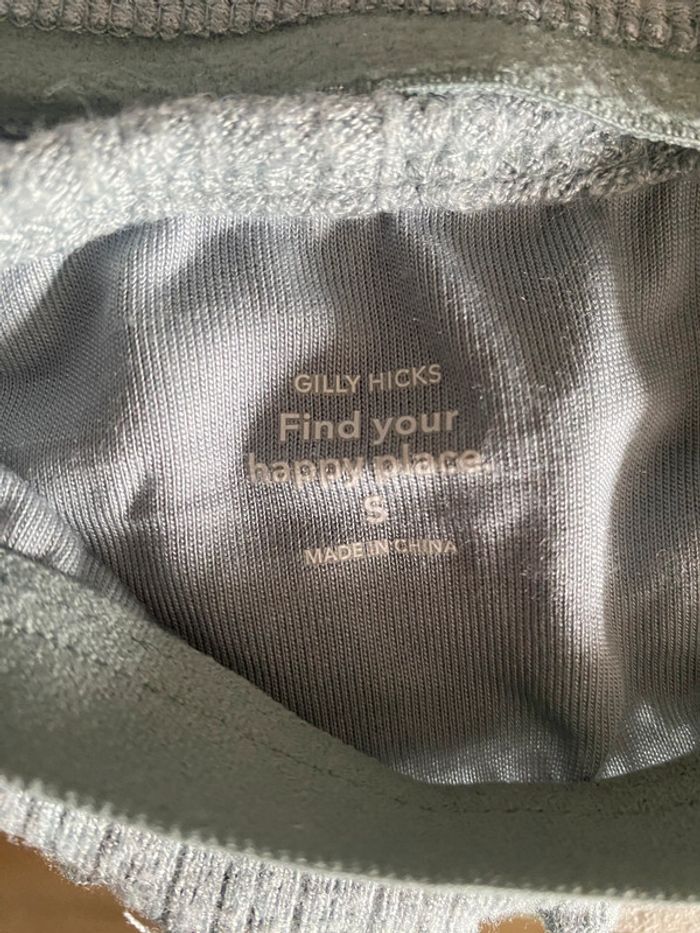 GILLY HICKS
Find your
happy place.
S
MADE IN CHINA